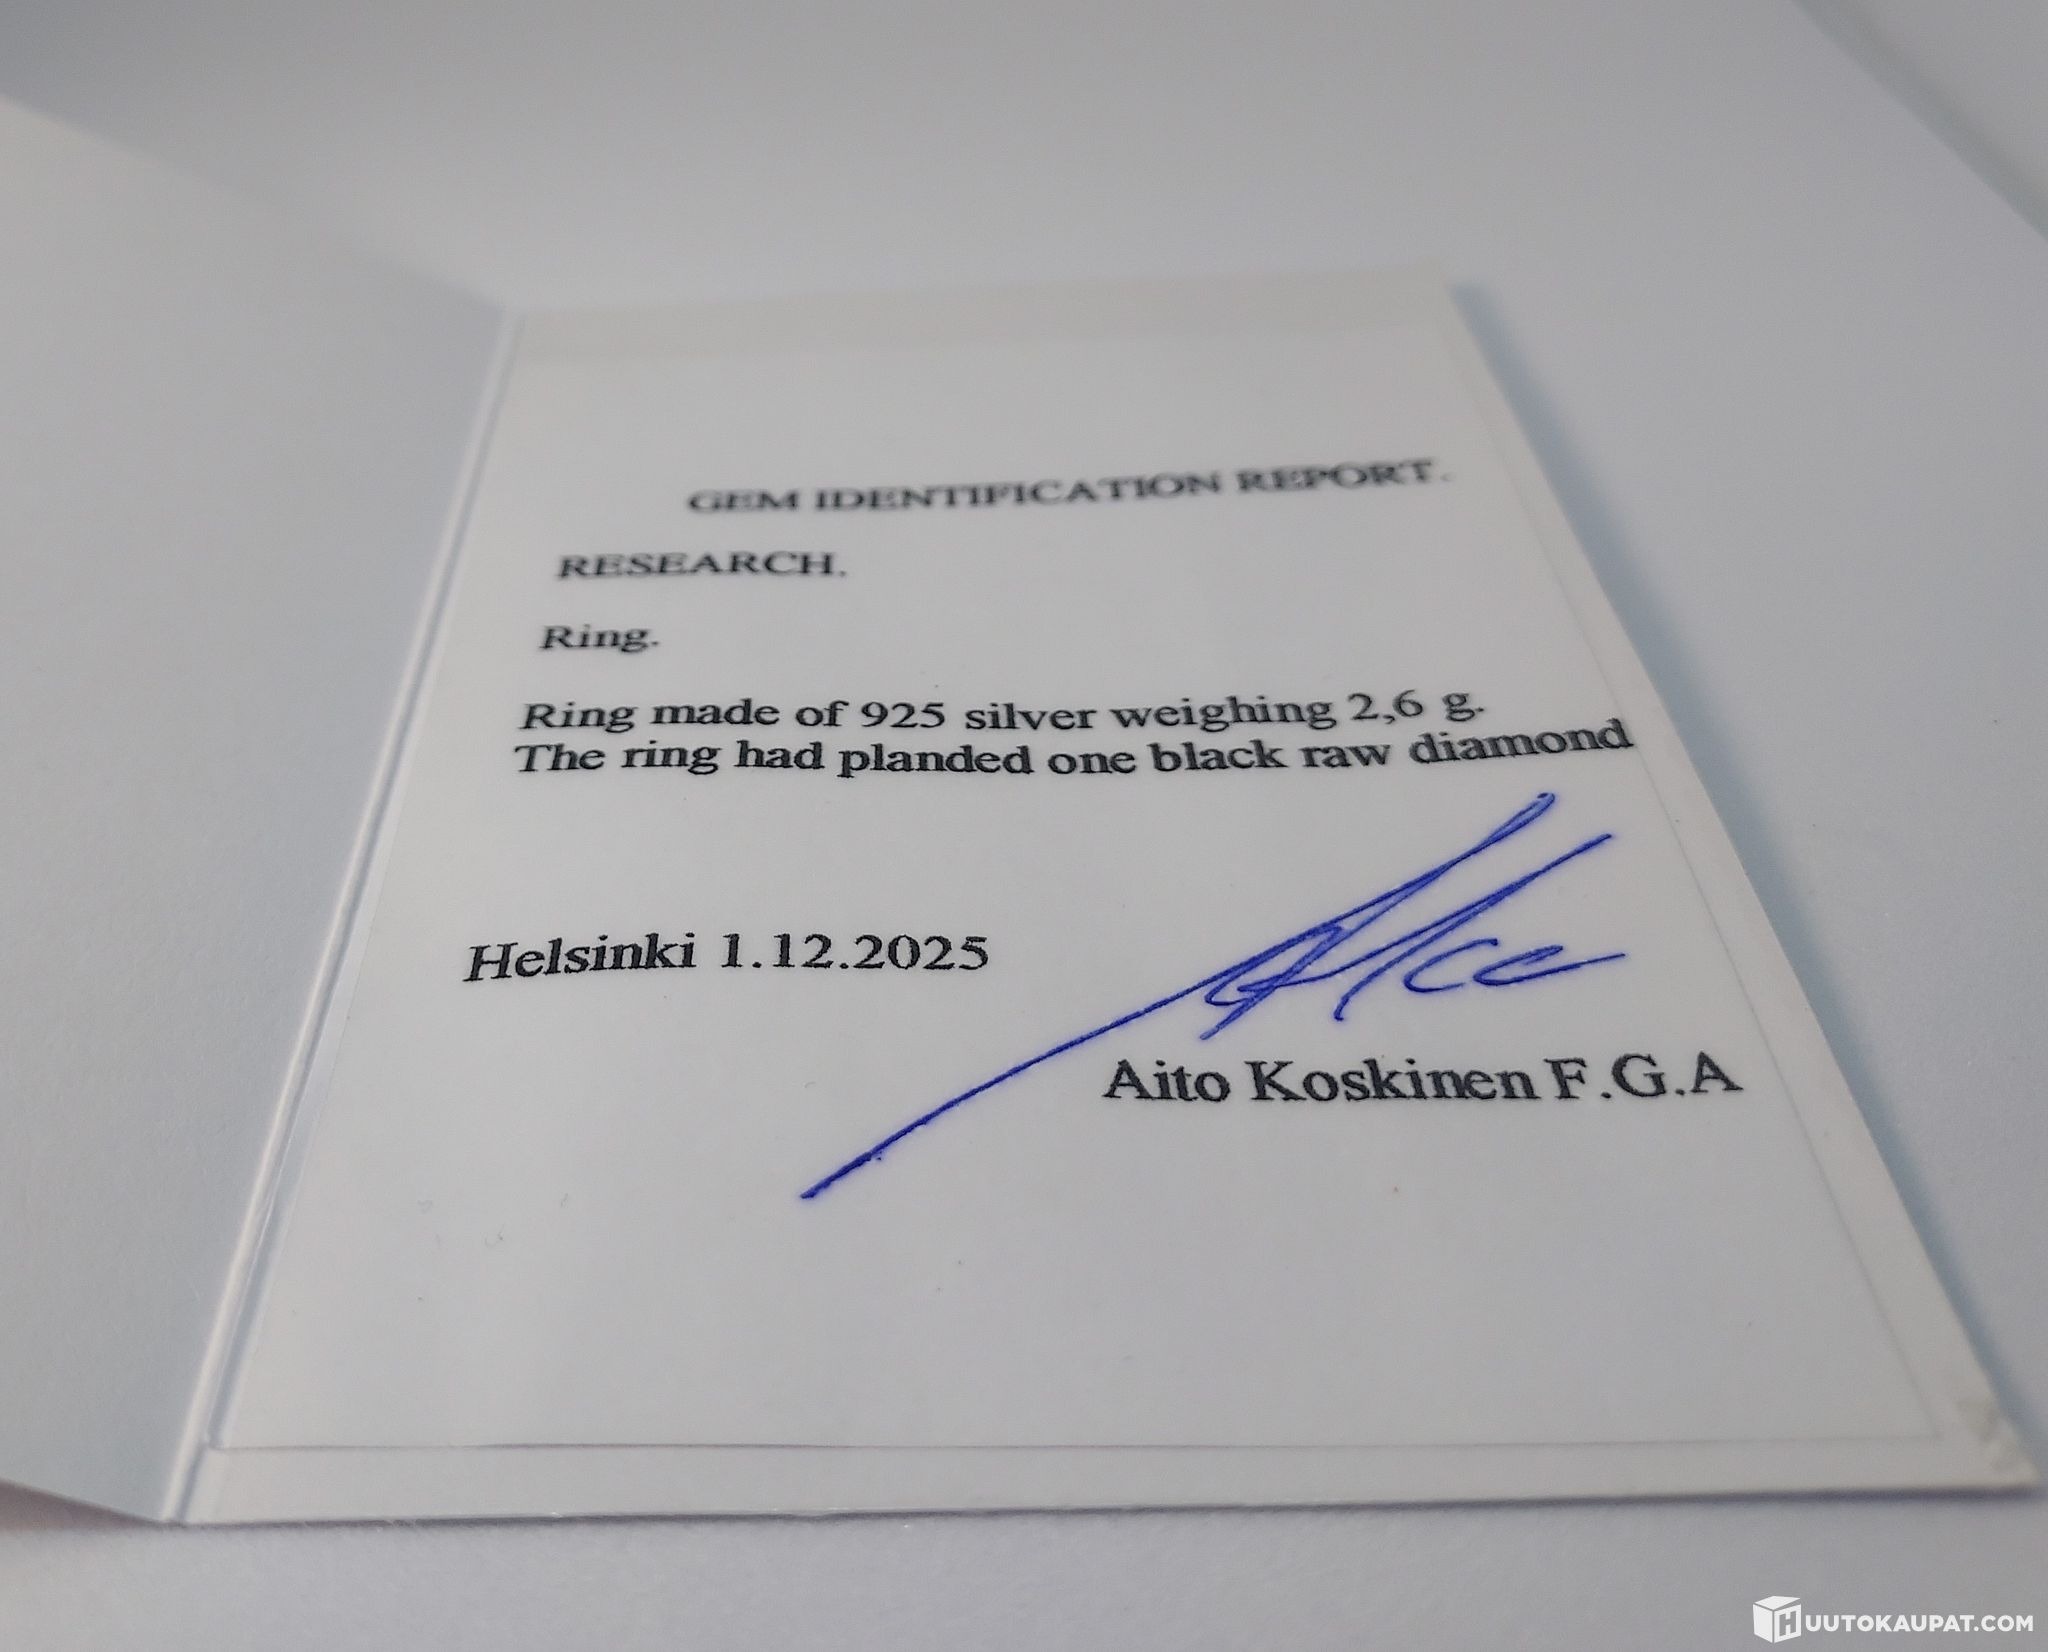 GEM IDENTIFICATION REPORT.
RESEARCH.
Ring.
Ring made of 925 silver weighing 2,6 g.
The ring had planded one black raw diamond
Helsinki 1.12.2025
Aito Koskinen F.G.A
HUUTOKAUPAT.COM